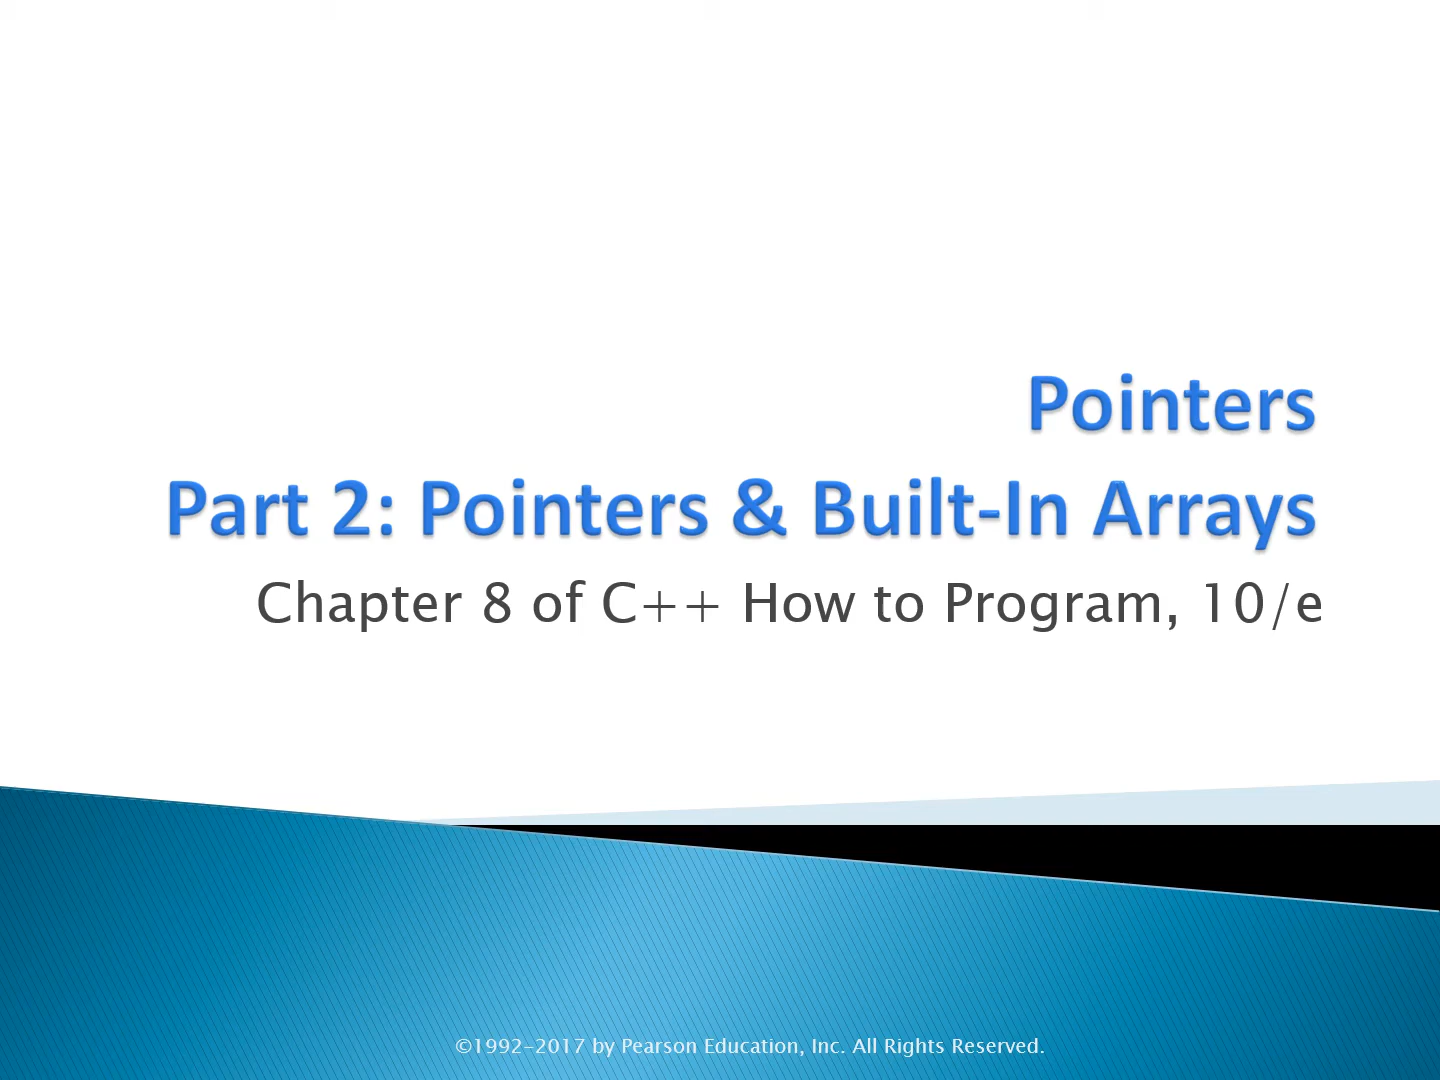 Pointers
Part 2: Pointers & Built-In Arrays
Chapter 8 of C++ How to Program, 10/e
©1992-2017 by Pearson Education, Inc. All Rights Reserved.